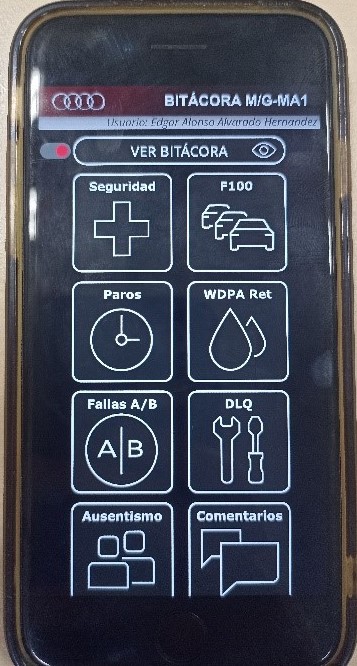 BITÁCORA M/G-MA1
Usuario: Edgar Alonso Alvarado Hernandez
VER BITÁCORA
Seguridad
F100
Paros
WDPA Ret
Fallas A/B
DLQ
A|B
Ausentismo
Comentarios